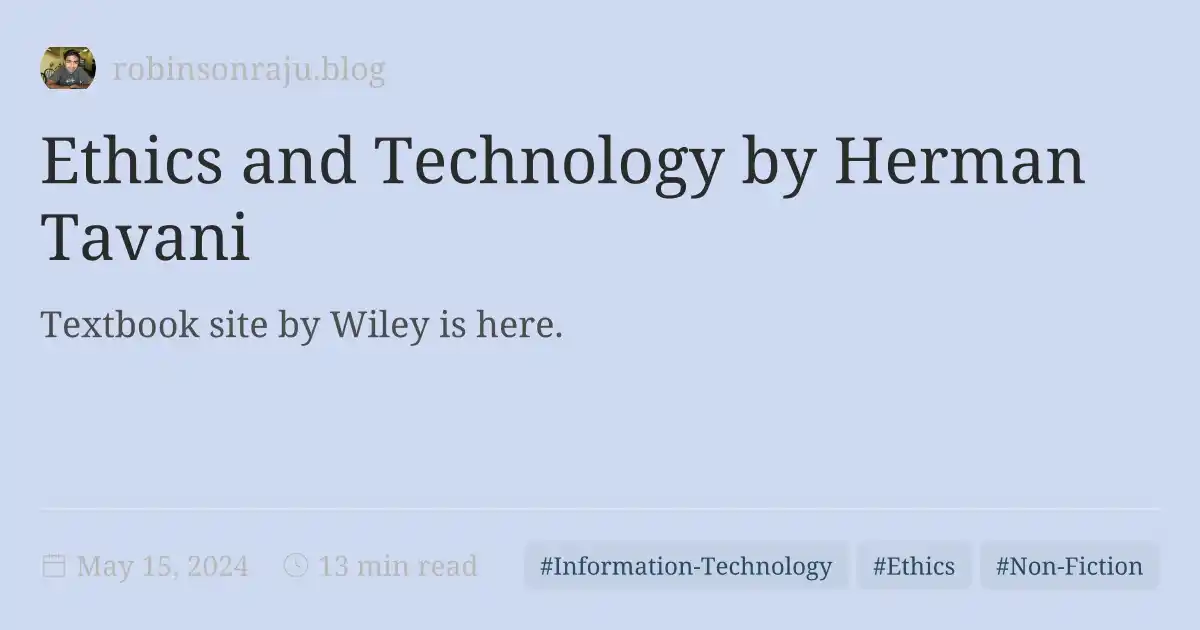 robinsonraju.blog
Ethics and Technology by Herman
Tavani
Textbook site by Wiley is here.
May 15, 2024 13 min read #Information-Technology #Ethics #Non-Fiction